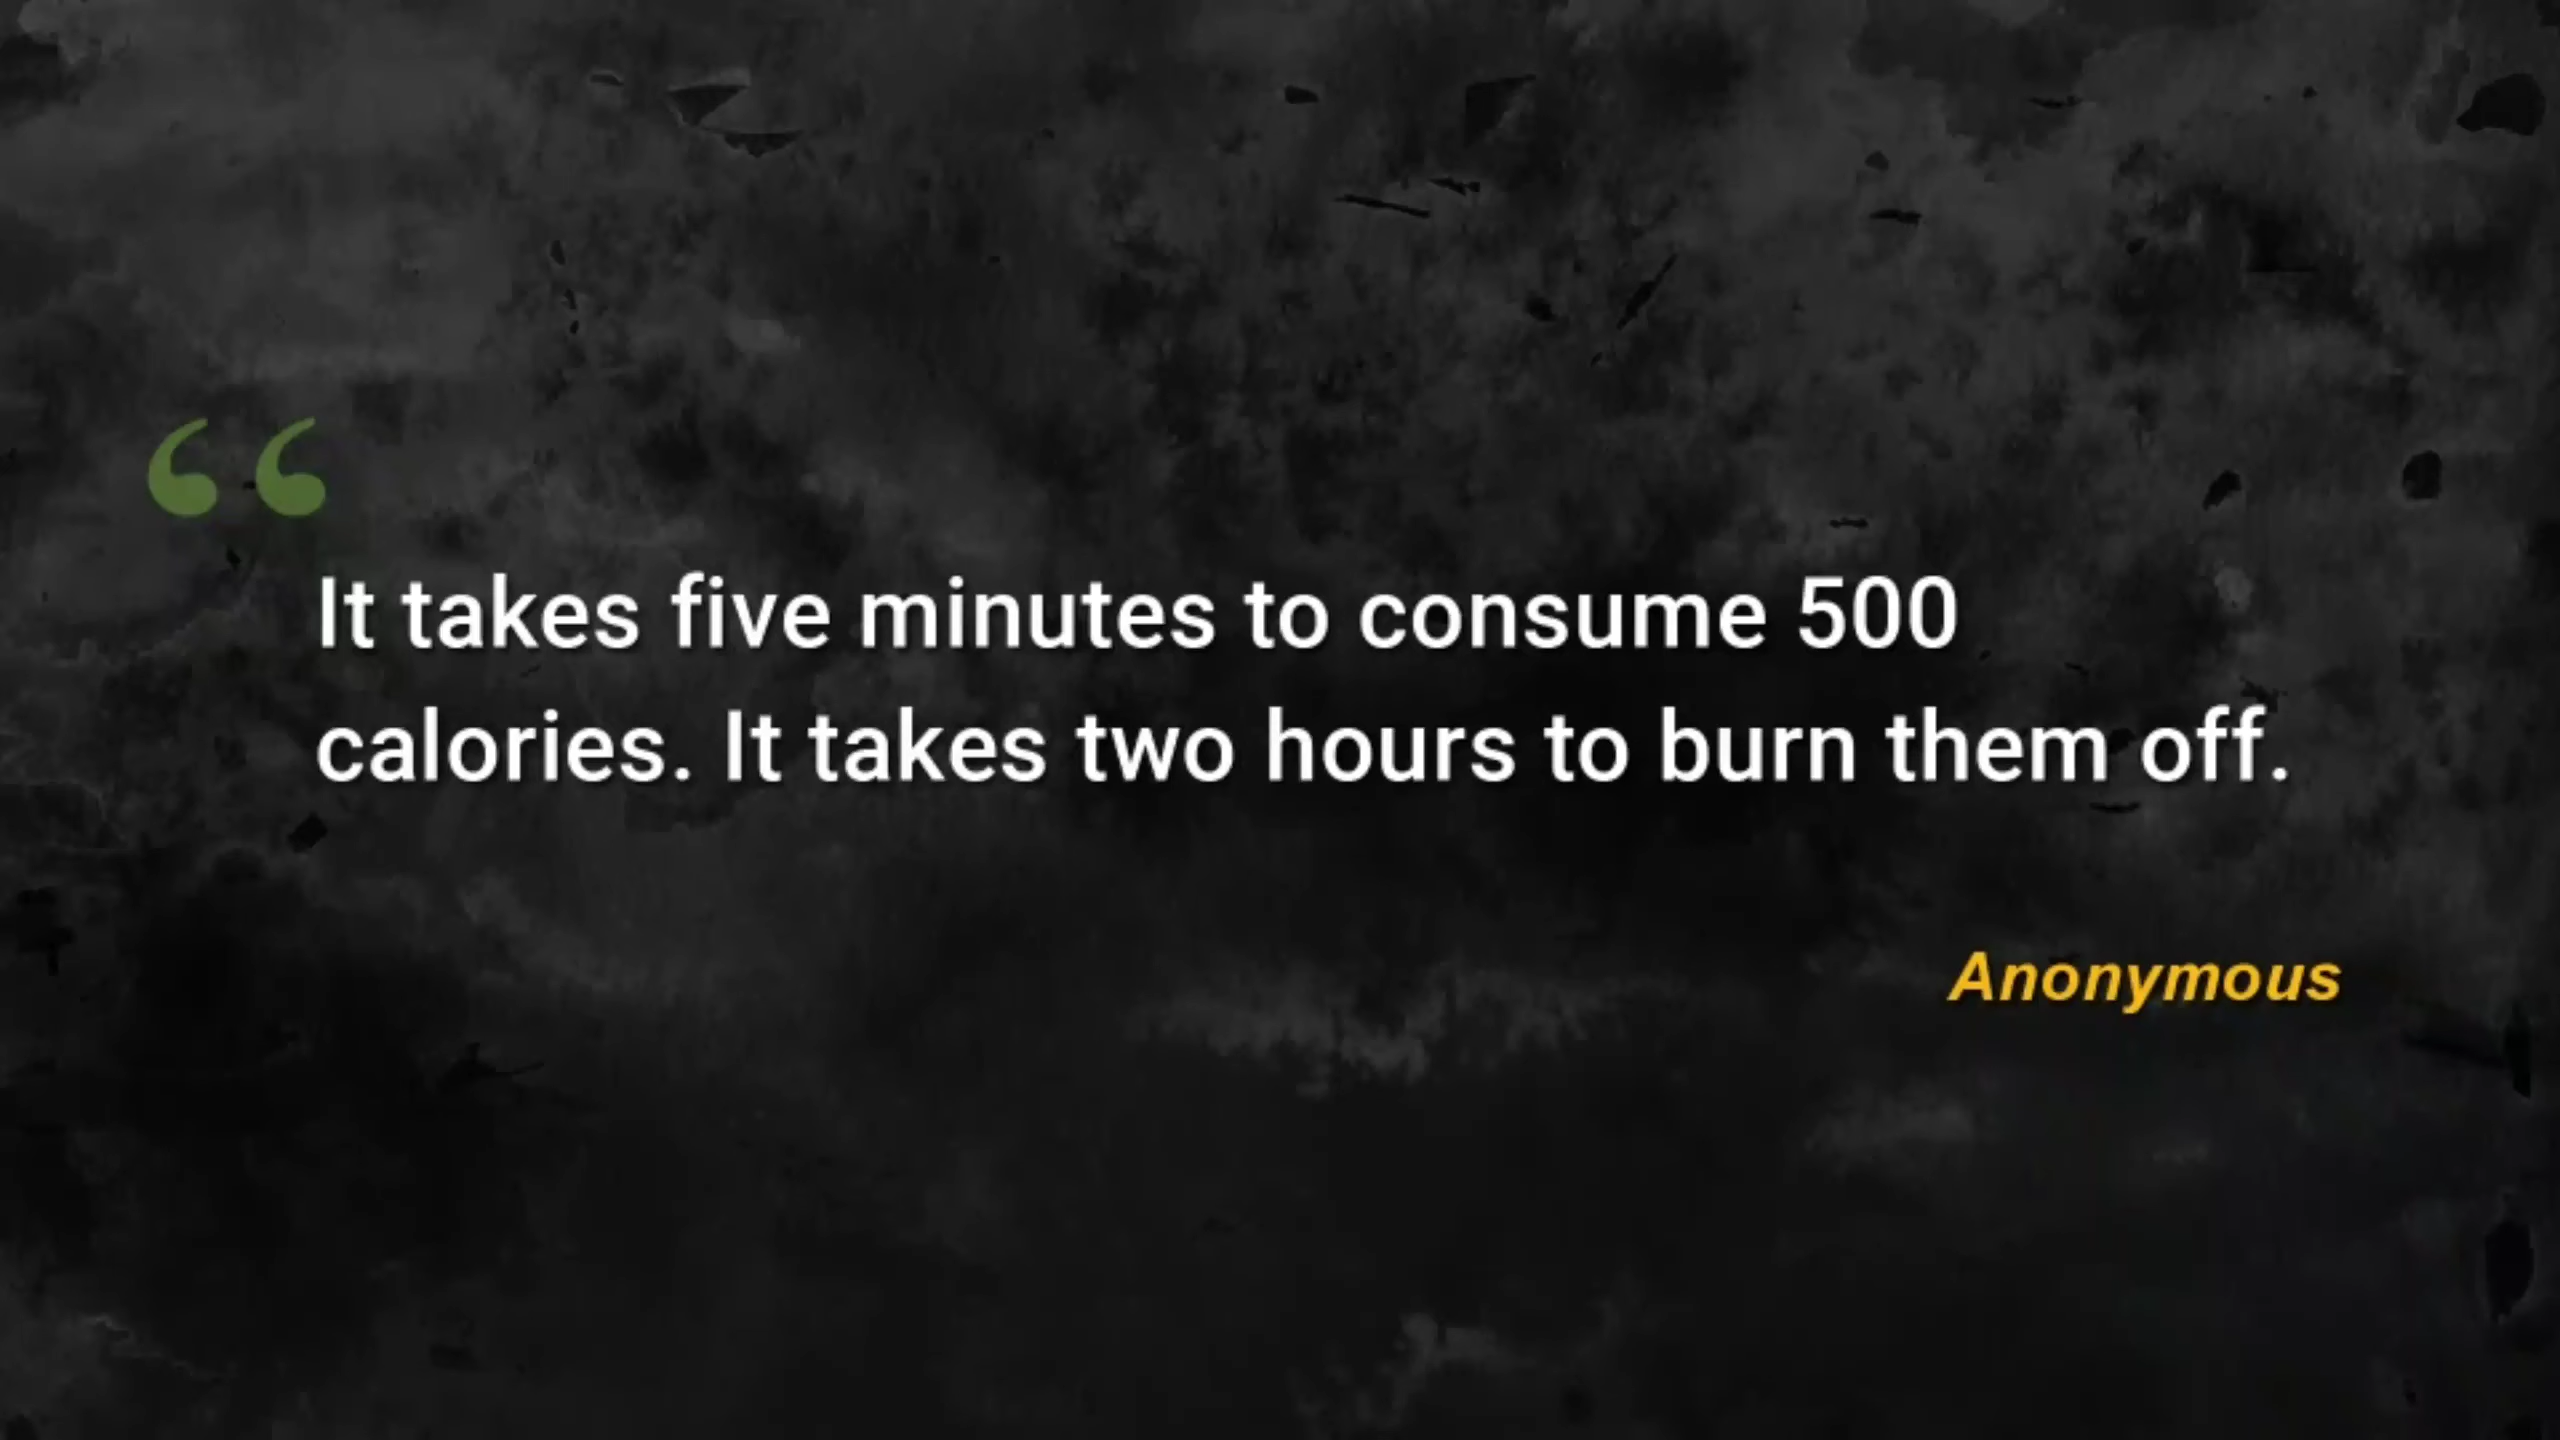 “
It takes five minutes to consume 500
calories. It takes two hours to burn them off.
Anonymous